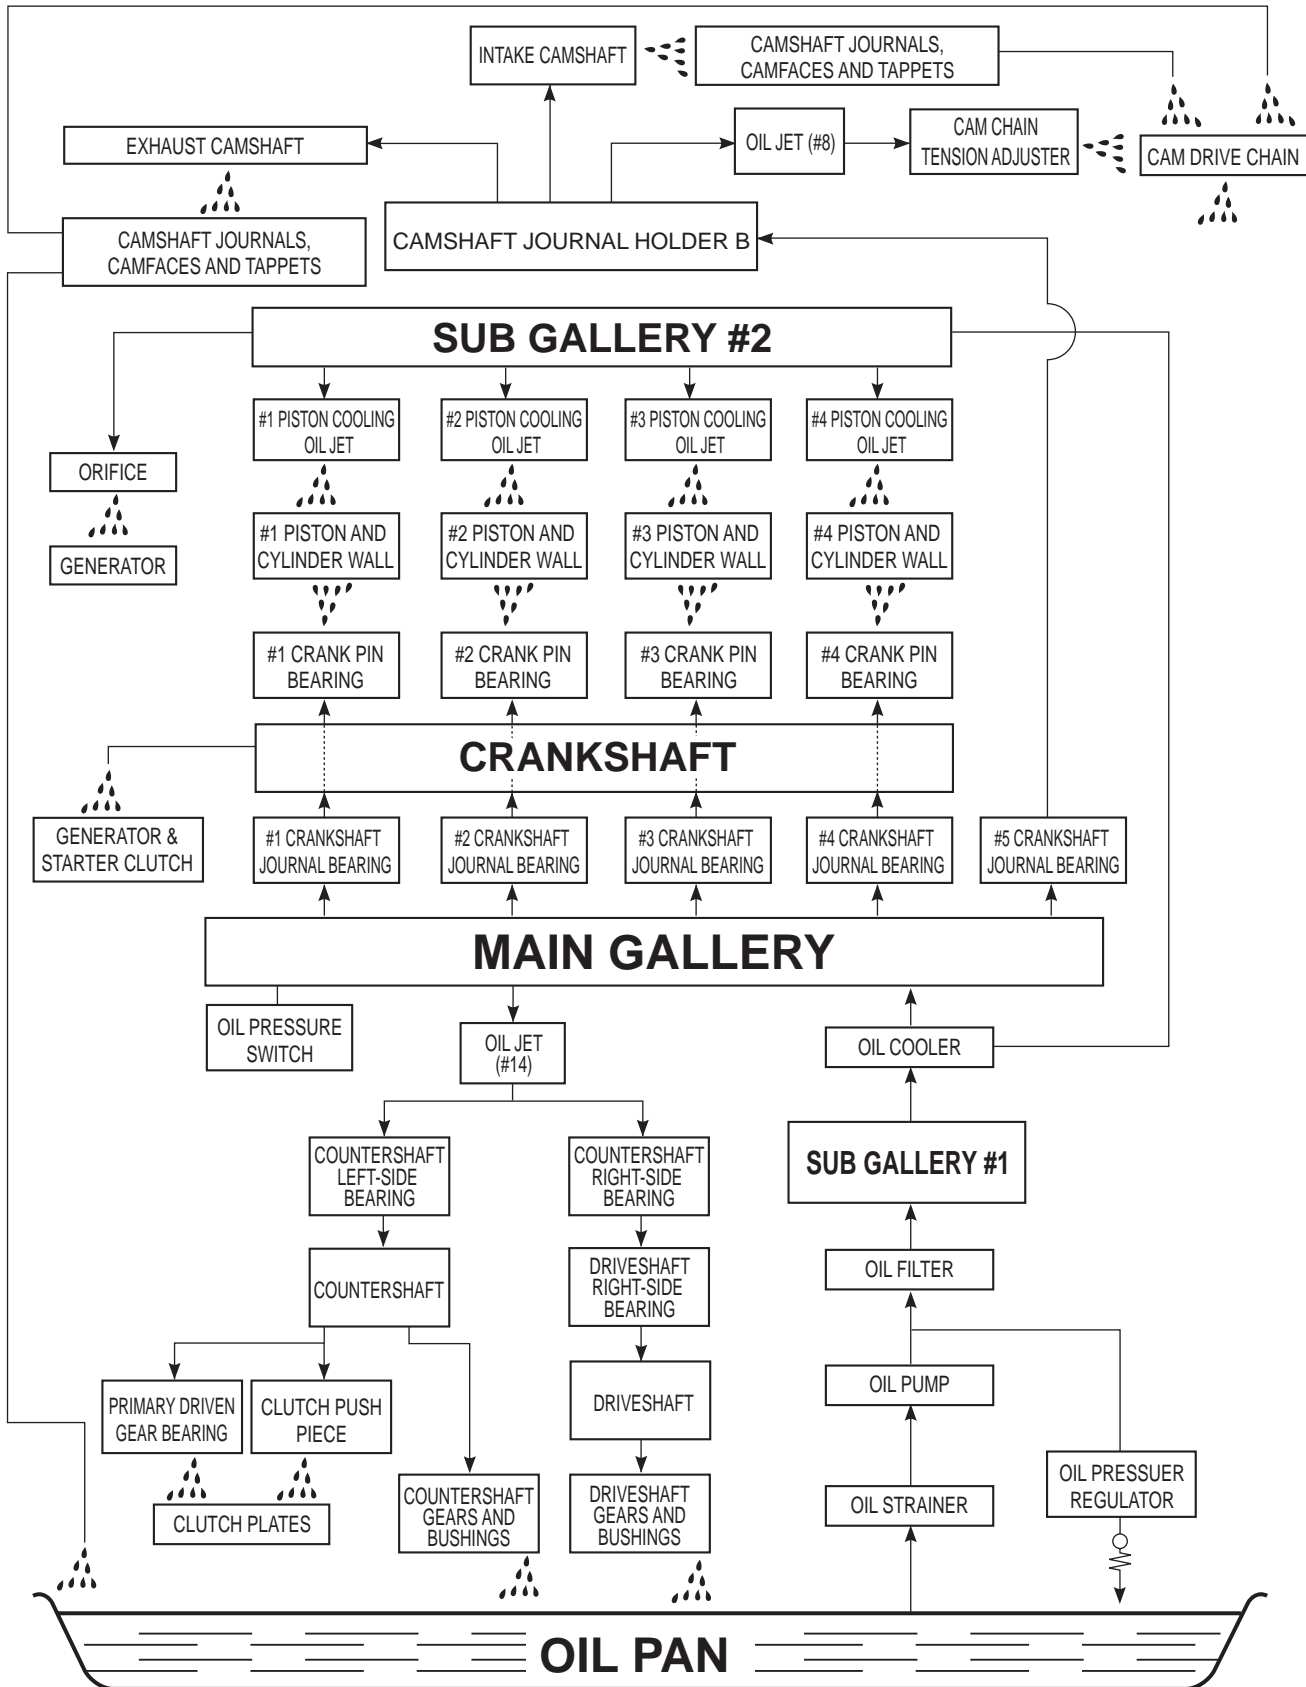 INTAKE CAMSHAFT
CAMSHAFT JOURNALS,
CAMFACES AND TAPPETS
EXHAUST CAMSHAFT
OIL JET (#8)
CAM CHAIN
TENSION ADJUSTER
CAM DRIVE CHAIN
CAMSHAFT JOURNALS,
CAMFACES AND TAPPETS
CAMSHAFT JOURNAL HOLDER B
SUB GALLERY #2
#1 PISTON COOLING
OIL JET
#2 PISTON COOLING
OIL JET
#3 PISTON COOLING
OIL JET
#4 PISTON COOLING
OIL JET
ORIFICE
GENERATOR
#1 PISTON AND
CYLINDER WALL
#2 PISTON AND
CYLINDER WALL
#3 PISTON AND
CYLINDER WALL
#4 PISTON AND
CYLINDER WALL
#1 CRANK PIN
BEARING
#2 CRANK PIN
BEARING
#3 CRANK PIN
BEARING
#4 CRANK PIN
BEARING
CRANKSHAFT
GENERATOR &
STARTER CLUTCH
#1 CRANKSHAFT
JOURNAL BEARING
#2 CRANKSHAFT
JOURNAL BEARING
#3 CRANKSHAFT
JOURNAL BEARING
#4 CRANKSHAFT
JOURNAL BEARING
#5 CRANKSHAFT
JOURNAL BEARING
MAIN GALLERY
OIL PRESSURE
SWITCH
OIL JET
(#14)
OIL COOLER
COUNTERSHAFT
LEFT-SIDE
BEARING
COUNTERSHAFT
RIGHT-SIDE
BEARING
SUB GALLERY #1
COUNTERSHAFT
DRIVESHAFT
RIGHT-SIDE
BEARING
OIL FILTER
PRIMARY DRIVEN
GEAR BEARING
CLUTCH PUSH
PIECE
DRIVESHAFT
OIL PUMP
CLUTCH PLATES
COUNTERSHAFT
GEARS AND
BUSHINGS
DRIVESHAFT
GEARS AND
BUSHINGS
OIL STRAINER
OIL PRESSUER
REGULATOR
OIL PAN